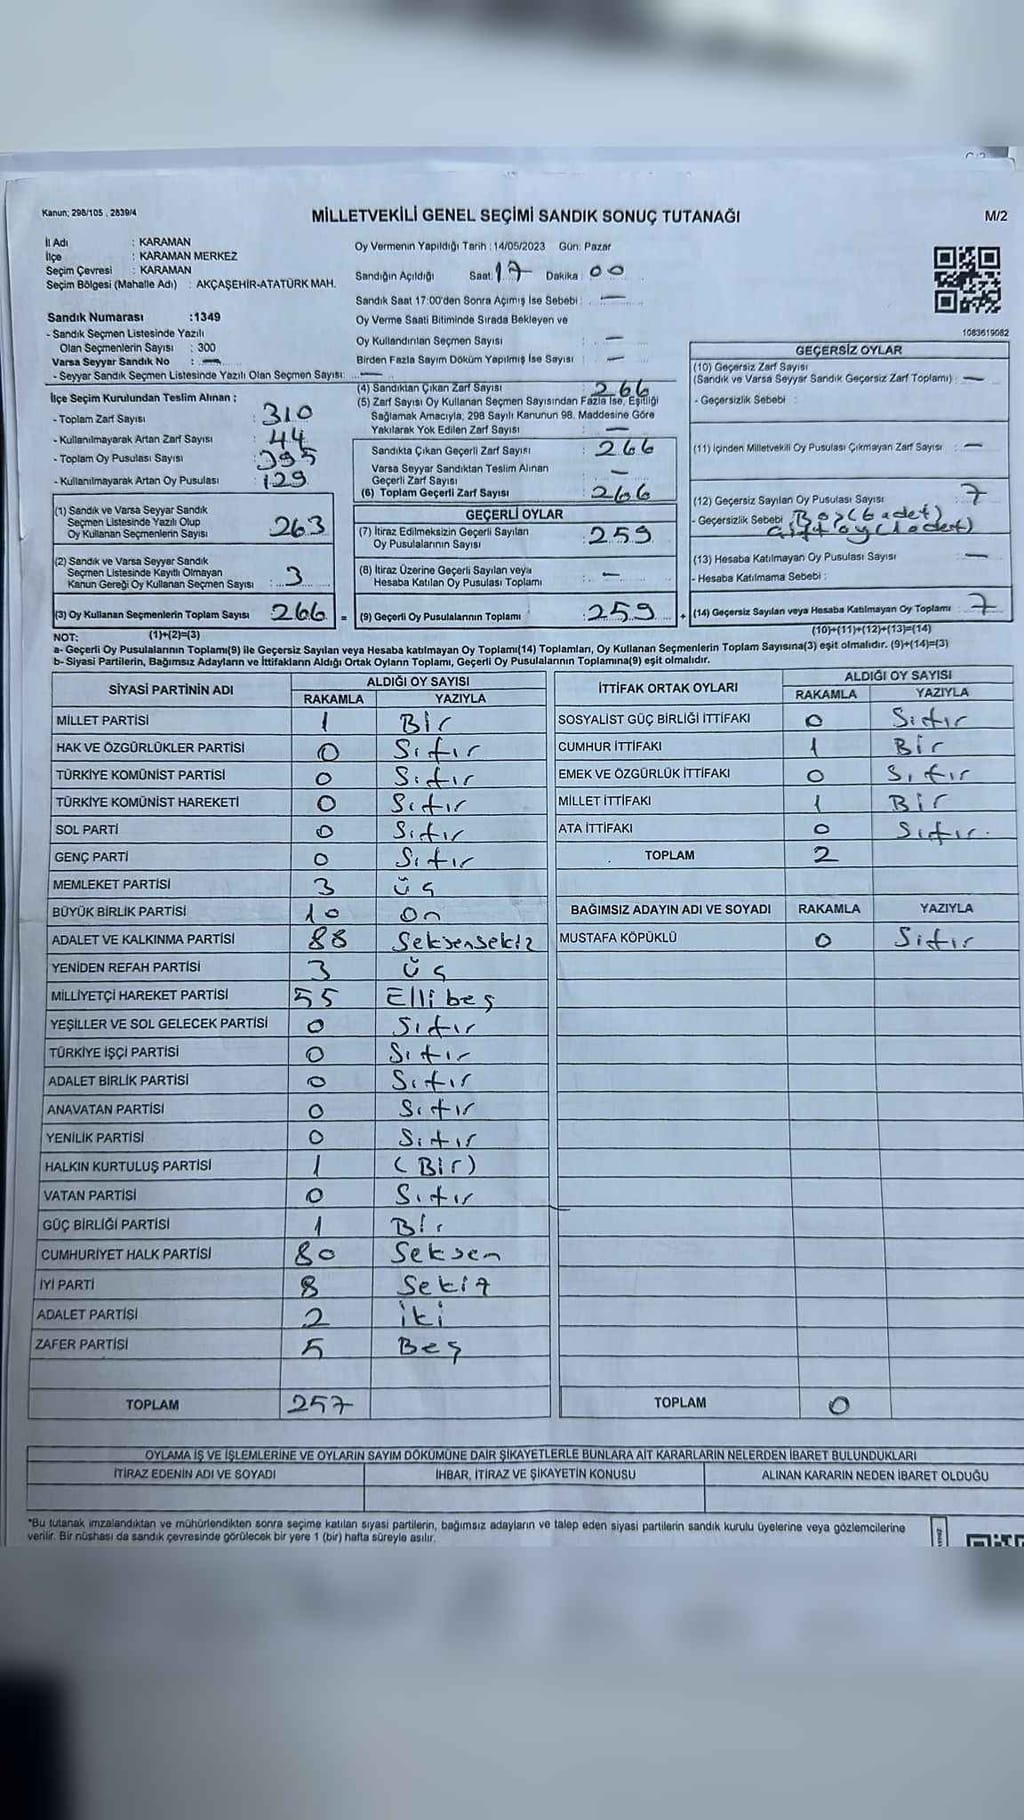 Kanun; 298/105 , 2839/4
MİLLETVEKİLİ GENEL SEÇİMİ SANDIK SONUÇ TUTANAĞI
M/2
İl Adı : KARAMAN
İlçe : KARAMAN MERKEZ
Seçim Çevresi : KARAMAN
Seçim Bölgesi (Mahalle Adı) : AKÇAŞEHİR-ATATÜRK MAH.
Sandık Numarası :1349
- Sandık Seçmen Listesinde Yazılı
Olan Seçmenlerin Sayısı : 300
Varsa Seyyar Sandık No : —
- Seyyar Sandık Seçmen Listesinde Yazılı Olan Seçmen Sayısı: —
Oy Vermenin Yapıldığı Tarih : 14/05/2023 Gün: Pazar
Sandığın Açıldığı Saat 17 Dakika 00
Sandık Saat 17:00'den Sonra Açımış İse Sebebi : —
Oy Verme Saati Bitiminde Sırada Bekleyen ve
Oy Kullandırılan Seçmen Sayısı : —
Birden Fazla Sayım Döküm Yapılmış İse Sayısı : —
1083619082
İlçe Seçim Kurulundan Teslim Alınan ;
- Toplam Zarf Sayısı : 310
- Kullanılmayarak Artan Zarf Sayısı : 44
- Toplam Oy Pusulası Sayısı : 395
- Kullanılmayarak Artan Oy Pusulası : 129
(1) Sandık ve Varsa Seyyar Sandık
Seçmen Listesinde Yazılı Olup
Oy Kullanan Seçmenlerin Sayısı : 263
(2) Sandık ve Varsa Seyyar Sandık
Seçmen Listesinde Kayıtlı Olmayan
Kanun Gereği Oy Kullanan Seçmen Sayısı : 3
(3) Oy Kullanan Seçmenlerin Toplam Sayısı : 266 =
(1)+(2)=(3)
(4) Sandıktan Çıkan Zarf Sayısı : 266
(5) Zarf Sayısı Oy Kullanan Seçmen Sayısından Fazla İse, Eşitliği
Sağlamak Amacıyla, 298 Sayılı Kanunun 98. Maddesine Göre
Yakılarak Yok Edilen Zarf Sayısı : —
Sandıkta Çıkan Geçerli Zarf Sayısı : 266
Varsa Seyyar Sandıktan Teslim Alınan
Geçerli Zarf Sayısı : —
(6) Toplam Geçerli Zarf Sayısı : 266
GEÇERLİ OYLAR
(7) İtiraz Edilmeksizin Geçerli Sayılan
Oy Pusulalarının Sayısı : 259
(8) İtiraz Üzerine Geçerli Sayılan veya
Hesaba Katılan Oy Pusulası Toplamı : —
(9) Geçerli Oy Pusulalarının Toplamı : 259 +
GEÇERSİZ OYLAR
(10) Geçersiz Zarf Sayısı
(Sandık ve Varsa Seyyar Sandık Geçersiz Zarf Toplamı) : —
- Geçersizlik Sebebi :
(11) İçinden Milletvekili Oy Pusulası Çıkmayan Zarf Sayısı : —
(12) Geçersiz Sayılan Oy Pusulası Sayısı : 7
- Geçersizlik Sebebi Boş (6 adet)
Çift oy (1 adet)
(13) Hesaba Katılmayan Oy Pusulası Sayısı : —
- Hesaba Katılmama Sebebi :
(14) Geçersiz Sayılan veya Hesaba Katılmayan Oy Toplamı : 7
(10)+(11)+(12)+(13)=(14)
NOT:
a- Geçerli Oy Pusulalarının Toplamı(9) ile Geçersiz Sayılan veya Hesaba katılmayan Oy Toplamı(14) Toplamları, Oy Kullanan Seçmenlerin Toplam Sayısına(3) eşit olmalıdır. (9)+(14)=(3)
b- Siyasi Partilerin, Bağımsız Adayların ve İttifakların Aldığı Ortak Oyların Toplamı, Geçerli Oy Pusulalarının Toplamına(9) eşit olmalıdır.
SİYASİ PARTİNİN ADI ALDIĞI OY SAYISI
RAKAMLA YAZIYLA
MİLLET PARTİSİ 1 Bir
HAK VE ÖZGÜRLÜKLER PARTİSİ 0 Sıfır
TÜRKİYE KOMÜNİST PARTİSİ 0 Sıfır
TÜRKİYE KOMÜNİST HAREKETİ 0 Sıfır
SOL PARTİ 0 Sıfır
GENÇ PARTİ 0 Sıfır
MEMLEKET PARTİSİ 3 üç
BÜYÜK BİRLİK PARTİSİ 10 On
ADALET VE KALKINMA PARTİSİ 88 Seksensekiz
YENİDEN REFAH PARTİSİ 3 Üç
MİLLİYETÇİ HAREKET PARTİSİ 55 Ellibeş
YEŞİLLER VE SOL GELECEK PARTİSİ 0 Sıfır
TÜRKİYE İŞÇİ PARTİSİ 0 Sıfır
ADALET BİRLİK PARTİSİ 0 Sıfır
ANAVATAN PARTİSİ 0 Sıfır
YENİLİK PARTİSİ 0 Sıfır
HALKIN KURTULUŞ PARTİSİ 1 (Bir)
VATAN PARTİSİ 0 Sıfır
GÜÇ BİRLİĞİ PARTİSİ 1 Bir
CUMHURİYET HALK PARTİSİ 80 Seksen
İYİ PARTİ 8 Sekiz
ADALET PARTİSİ 2 iki
ZAFER PARTİSİ 5 Beş
TOPLAM 257
İTTİFAK ORTAK OYLARI ALDIĞI OY SAYISI
RAKAMLA YAZIYLA
SOSYALİST GÜÇ BİRLİĞİ İTTİFAKI 0 Sıfır
CUMHUR İTTİFAKI 1 Bir
EMEK VE ÖZGÜRLÜK İTTİFAKI 0 Sıfır
MİLLET İTTİFAKI 1 Bir
ATA İTTİFAKI 0 Sıfır.
TOPLAM 2
BAĞIMSIZ ADAYIN ADI VE SOYADI RAKAMLA YAZIYLA
MUSTAFA KÖPÜKLÜ 0 Sıfır
TOPLAM 0
OYLAMA İŞ VE İŞLEMLERİNE VE OYLARIN SAYIM DÖKÜMÜNE DAİR ŞİKAYETLERLE BUNLARA AİT KARARLARIN NELERDEN İBARET BULUNDUKLARI
İTİRAZ EDENİN ADI VE SOYADI İHBAR, İTİRAZ VE ŞİKAYETİN KONUSU ALINAN KARARIN NEDEN İBARET OLDUĞU
*Bu tutanak imzalandıktan ve mühürlendikten sonra seçime katılan siyasi partilerin, bağımsız adayların ve talep eden siyasi partilerin sandık kurulu üyelerine veya gözlemcilerine
verilir. Bir nüshası da sandık çevresinde görülecek bir yere 1 (bir) hafta süreyle asılır.